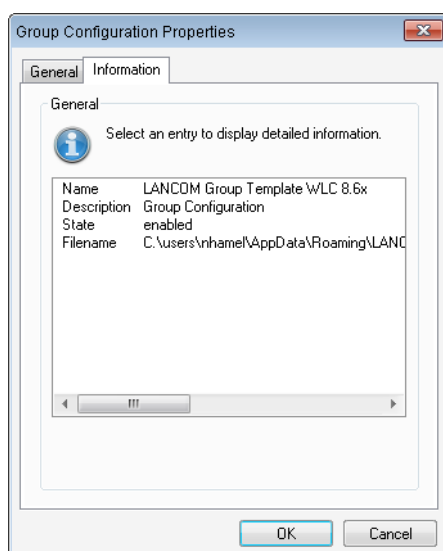 Group Configuration Properties
General Information
General
Select an entry to display detailed information.
Name LANCOM Group Template WLC 8.6x
Description Group Configuration
State enabled
Filename C:\users\nhamel\AppData\Roaming\LANC
OK Cancel